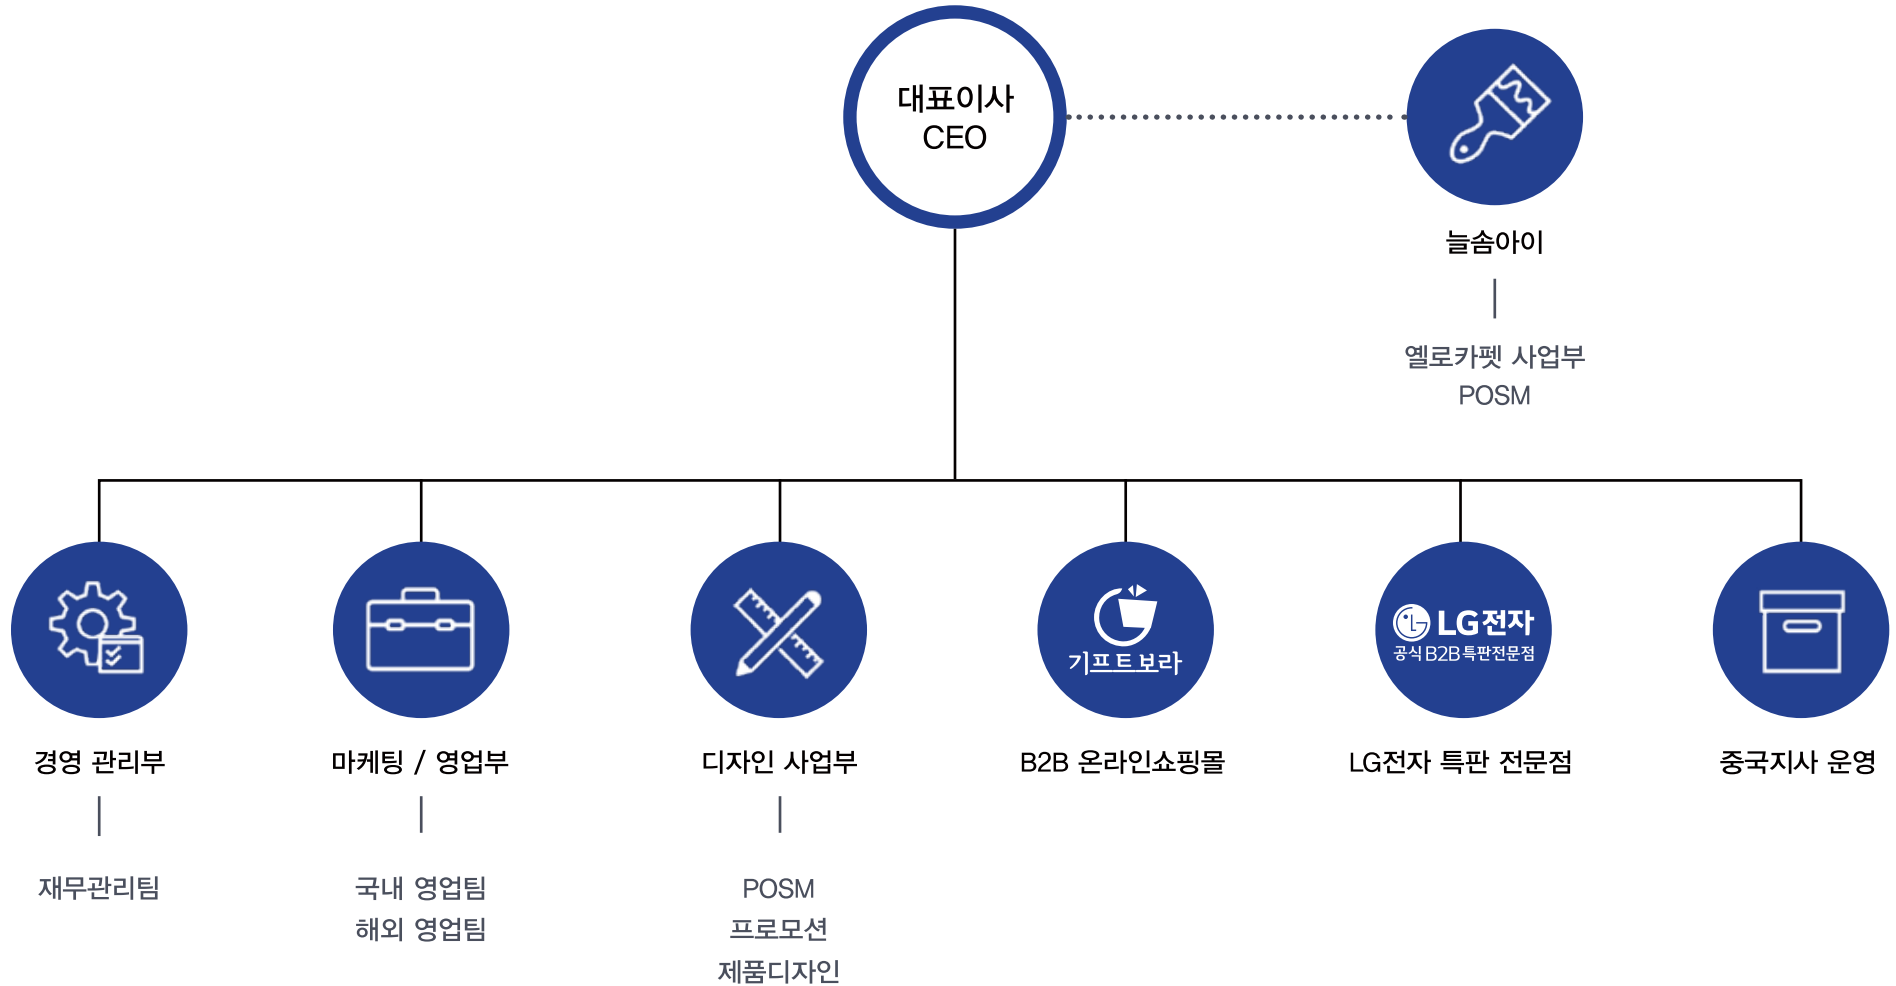 대표이사
CEO
늘솜아이
옐로카펫 사업부
POSM
기프트보라
LG전자
공식 B2B 특판전문점
경영 관리부
마케팅 / 영업부
디자인 사업부
B2B 온라인쇼핑몰
LG전자 특판 전문점
중국지사 운영
재무관리팀
국내 영업팀
해외 영업팀
POSM
프로모션
제품디자인